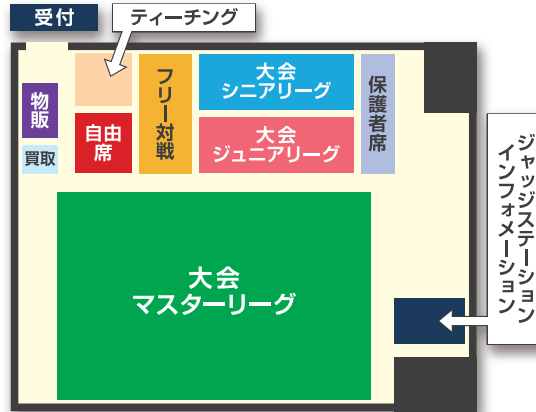 受付
ティーチング
物販
買取
自由
席
フリー対戦
大会
シニアリーグ
大会
ジュニアリーグ
保護者席
大会
マスターリーグ
ジャッジステーション
インフォメーション